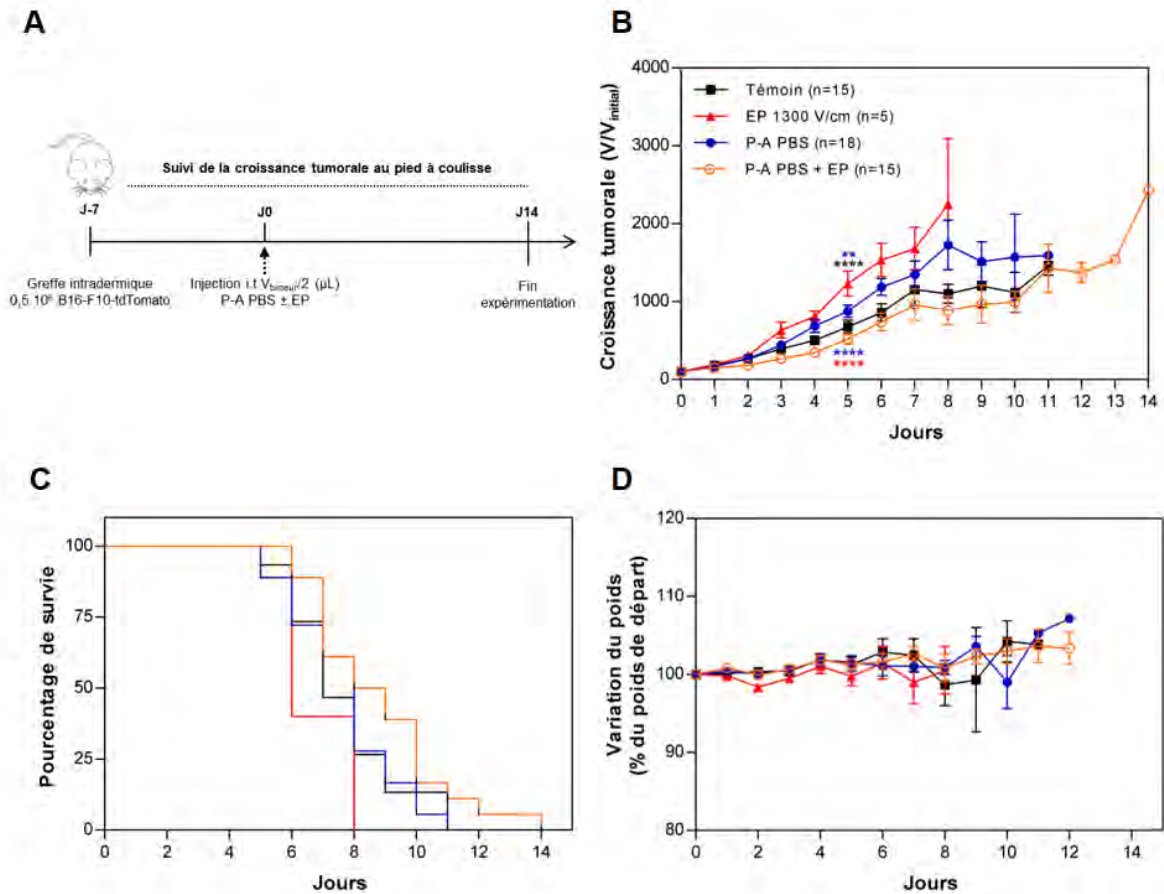 A
Suivi de la croissance tumorale au pied à coulisse
J-7
J0
J14
Greffe intradermique
0,5.10⁶ B16-F10-tdTomato
Injection i.t V /2 (µL)
P-A PBS ± EP
Fin
expérimentation
B
Croissance tumorale (V/Vinitial)
4000
3000
2000
1000
0
Témoin (n=15)
EP 1300 V/cm (n=5)
P-A PBS (n=18)
P-A PBS + EP (n=15)
**
****
****
****
0 1 2 3 4 5 6 7 8 9 10 11 12 13 14
Jours
C
Pourcentage de survie
100
75
50
25
0
0 2 4 6 8 10 12 14
Jours
D
Variation du poids
(% du poids de départ)
120
110
100
90
80
0 2 4 6 8 10 12 14
Jours